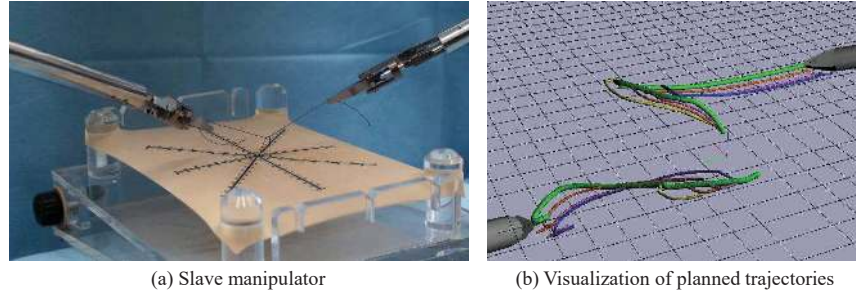 (a) Slave manipulator
(b) Visualization of planned trajectories